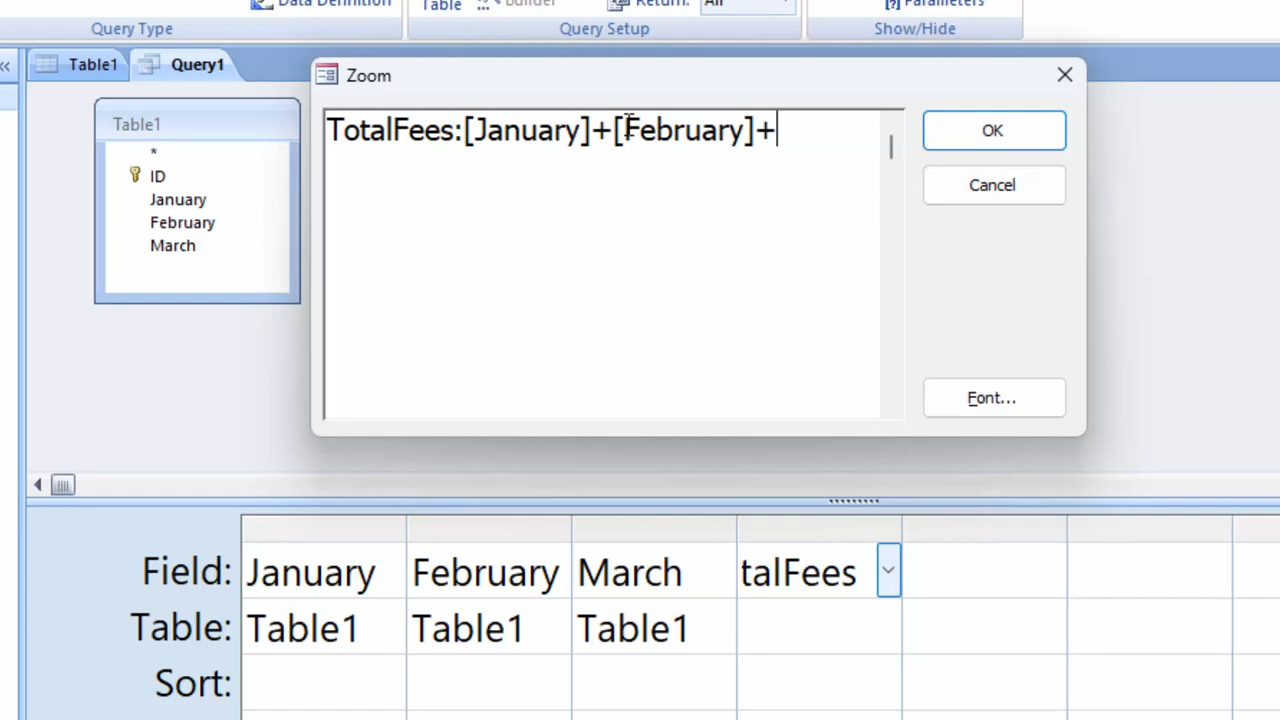 Data Definition
Table
Builder
Return:
All
Parameters
Query Type
Query Setup
Show/Hide
«
Table1
Query1
Zoom
Table1
*
ID
January
February
March
TotalFees:[January]+[February]+
OK
Cancel
Font...
Field: January February March talFees
Table: Table1 Table1 Table1
Sort: